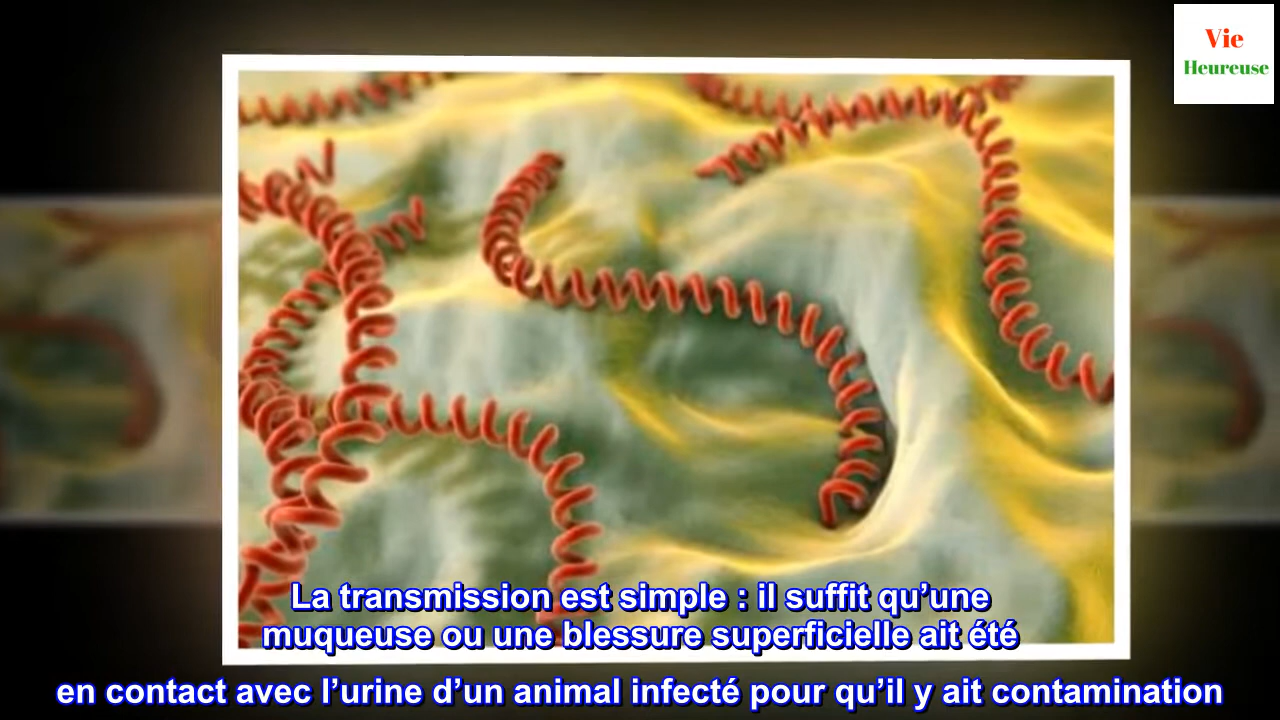 Vie
Heureuse
La transmission est simple : il suffit qu’une
muqueuse ou une blessure superficielle ait été
en contact avec l’urine d’un animal infecté pour qu’il y ait contamination